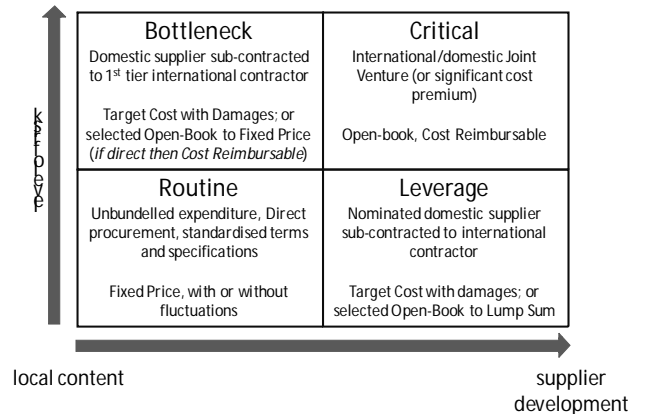 Bottleneck
Domestic supplier sub-contracted
to 1st tier international contractor
Target Cost with Damages; or
selected Open-Book to Fixed Price
(if direct then Cost Reimbursable)
Critical
International/domestic Joint
Venture (or significant cost
premium)
Open-book, Cost Reimbursable
Routine
Unbundelled expenditure, Direct
procurement, standardised terms
and specifications
Fixed Price, with or without
fluctuations
Leverage
Nominated domestic supplier
sub-contracted to international
contractor
Target Cost with damages; or
selected Open-Book to Lump Sum
level of risk
local content
supplier
development